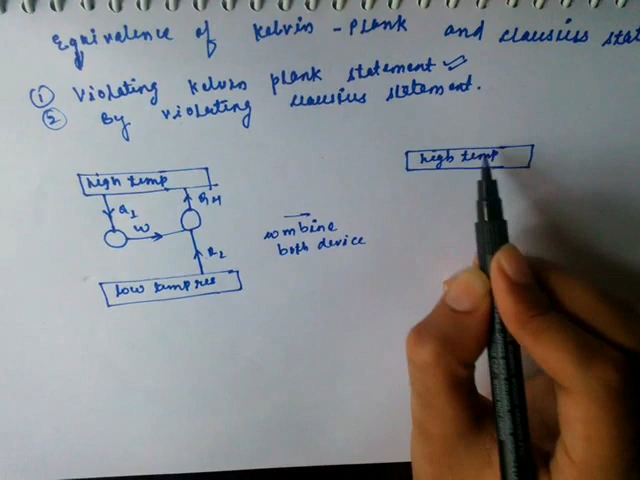 Equivalence of Kelvin - Plank and Clausius stat
① Violating Kelvin plank statement ✓
② By violating clausius statement.
High temp
Q1
W
QH
Q2
Low temp res
combine
both device
High temp